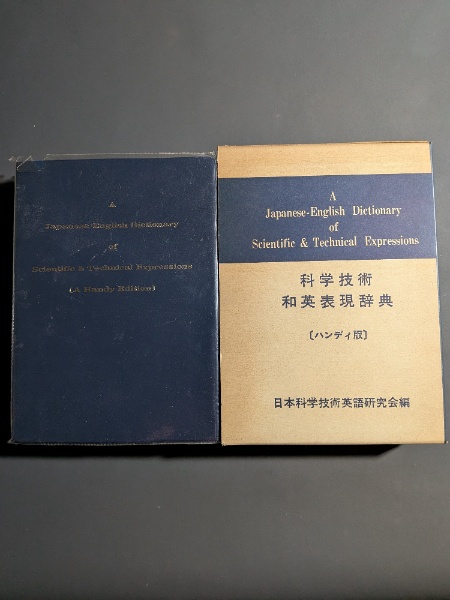 A
Japanese-English Dictionary
of
Scientific & Technical Expressions
(A Handy Edition)
A
Japanese-English Dictionary
of
Scientific & Technical Expressions
科学技術
和英表現辞典
〔ハンディ版〕
日本科学技術英語研究会編